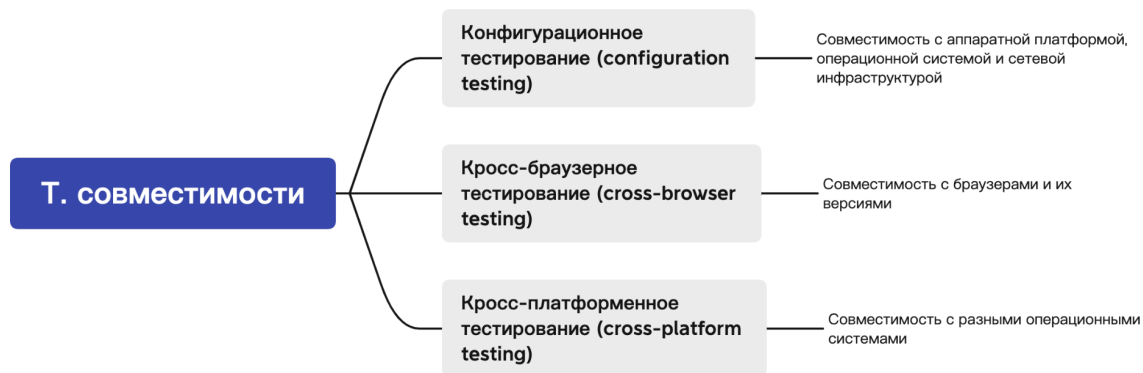 Т. совместимости
Конфигурационное
тестирование (configuration
testing)
Совместимость с аппаратной платформой,
операционной системой и сетевой
инфраструктурой
Кросс-браузерное
тестирование (cross-browser
testing)
Совместимость с браузерами и их
версиями
Кросс-платформенное
тестирование (cross-platform
testing)
Совместимость с разными операционными
системами